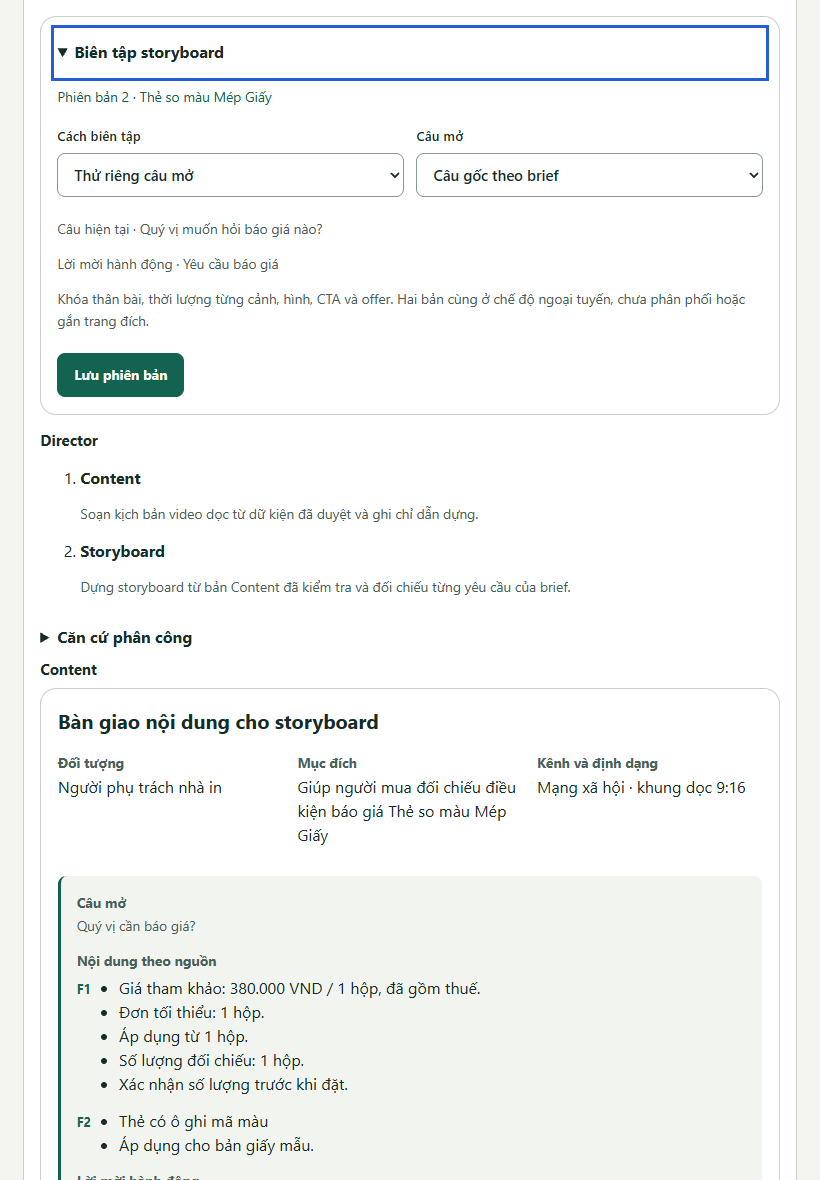 Biên tập storyboard
Phiên bản 2 · Thẻ so màu Mép Giấy
Cách biên tập
Câu mở
Thử riêng câu mở
Câu gốc theo brief
Câu hiện tại · Quý vị muốn hỏi báo giá nào?
Lời mời hành động · Yêu cầu báo giá
Khóa thân bài, thời lượng từng cảnh, hình, CTA và offer. Hai bản cùng ở chế độ ngoại tuyến, chưa phân phối hoặc
gắn trang đích.
Lưu phiên bản
Director
1. Content
Soạn kịch bản video dọc từ dữ kiện đã duyệt và ghi chỉ dẫn dựng.
2. Storyboard
Dựng storyboard từ bản Content đã kiểm tra và đối chiếu từng yêu cầu của brief.
Căn cứ phân công
Content
Bàn giao nội dung cho storyboard
Đối tượng
Người phụ trách nhà in
Mục đích
Giúp người mua đối chiếu điều
kiện báo giá Thẻ so màu Mép
Giấy
Kênh và định dạng
Mạng xã hội · khung dọc 9:16
Câu mở
Quý vị cần báo giá?
Nội dung theo nguồn
F1 • Giá tham khảo: 380.000 VND / 1 hộp, đã gồm thuế.
• Đơn tối thiểu: 1 hộp.
• Áp dụng từ 1 hộp.
• Số lượng đối chiếu: 1 hộp.
• Xác nhận số lượng trước khi đặt.
F2 • Thẻ có ô ghi mã màu
• Áp dụng cho bản giấy mẫu.
Lời mời hành động